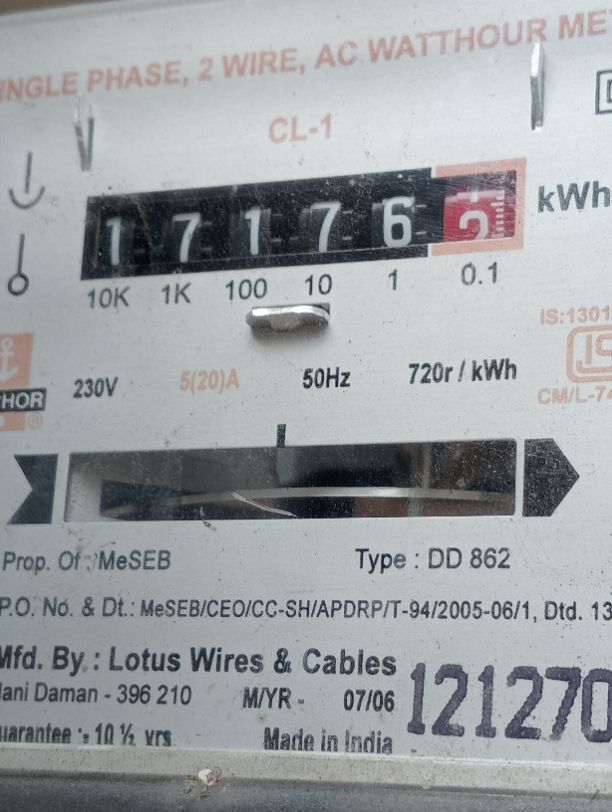 INGLE PHASE, 2 WIRE, AC WATTHOUR ME
CL-1
1 7 1 7 6 2 kWh
10K 1K 100 10 1 0.1
IS:1301
HOR
230V 5(20)A 50Hz 720r / kWh
CM/L-74
Prop. Of : MeSEB Type : DD 862
P.O. No. & Dt.: MeSEB/CEO/CC-SH/APDRP/T-94/2005-06/1, Dtd. 13
Mfd. By : Lotus Wires & Cables
Nani Daman - 396 210 M/YR - 07/06
121270
uarantee : 10 ½ yrs. Made in India